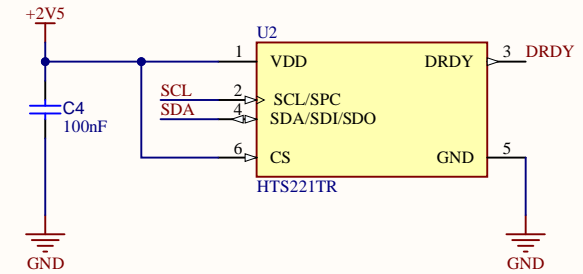 +2V5
U2
1 VDD
DRDY 3 DRDY
SCL 2 SCL/SPC
SDA 4 SDA/SDI/SDO
C4
100nF
6 CS
GND 5
HTS221TR
GND
GND